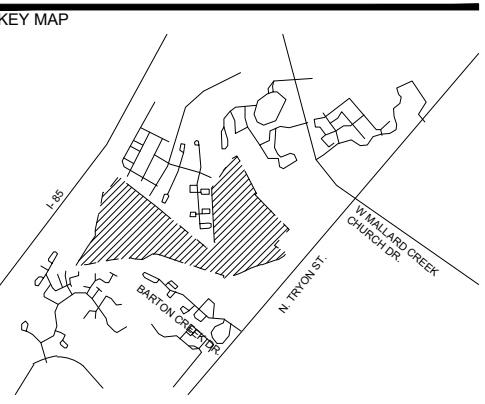 KEY MAP
I- 85
W MALLARD CREEK
CHURCH DR.
N. TRYON ST.
BARTON CREEK DR.